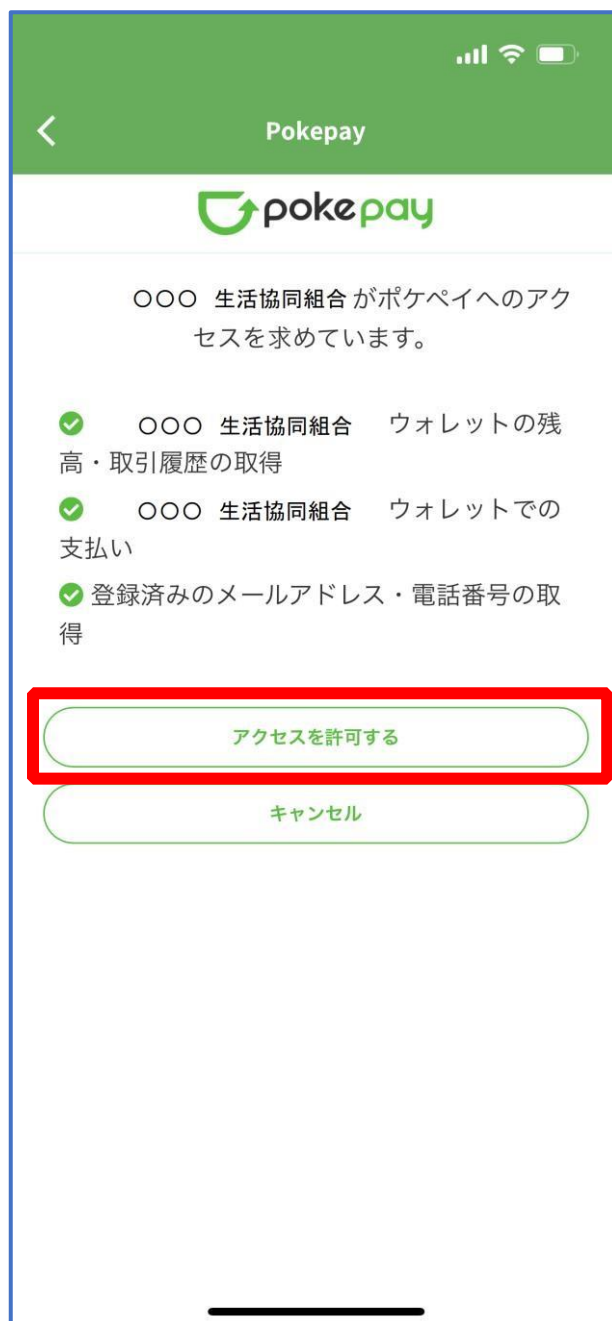 Pokepay
pokepay
〇〇〇 生活協同組合 がポケペイへのアク
セスを求めています。
〇〇〇 生活協同組合 ウォレットの残
高・取引履歴の取得
〇〇〇 生活協同組合 ウォレットでの
支払い
登録済みのメールアドレス・電話番号の取
得
アクセスを許可する
キャンセル